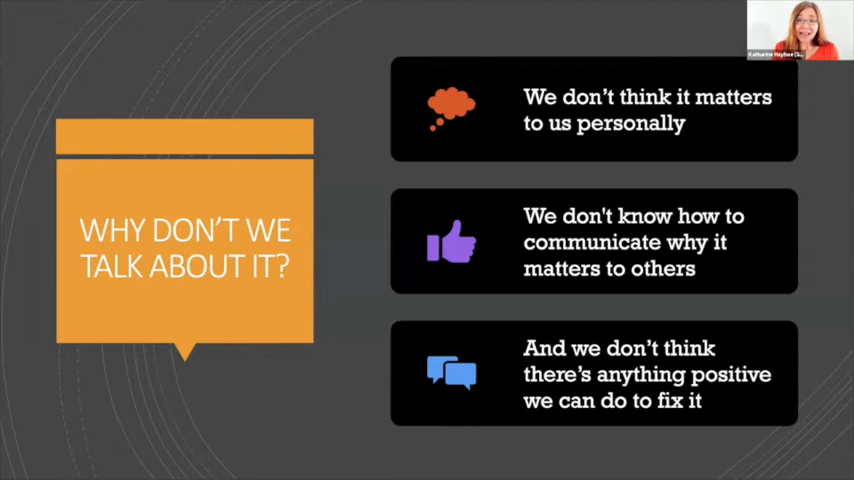 Katharine Hayhoe (S...
WHY DON'T WE
TALK ABOUT IT?
We don't think it matters
to us personally
We don't know how to
communicate why it
matters to others
And we don't think
there's anything positive
we can do to fix it